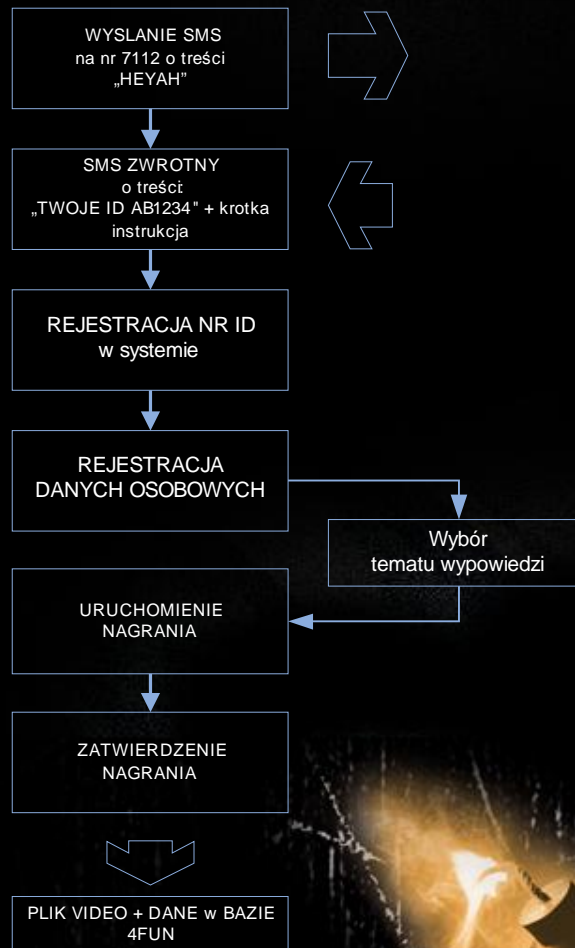 WYSLANIE SMS
na nr 7112 o treści
„HEYAH”
SMS ZWROTNY
o treści:
„TWOJE ID AB1234" + krotka
instrukcja
REJESTRACJA NR ID
w systemie
REJESTRACJA
DANYCH OSOBOWYCH
Wybór
tematu wypowiedzi
URUCHOMIENIE
NAGRANIA
ZATWIERDZENIE
NAGRANIA
PLIK VIDEO + DANE w BAZIE
4FUN